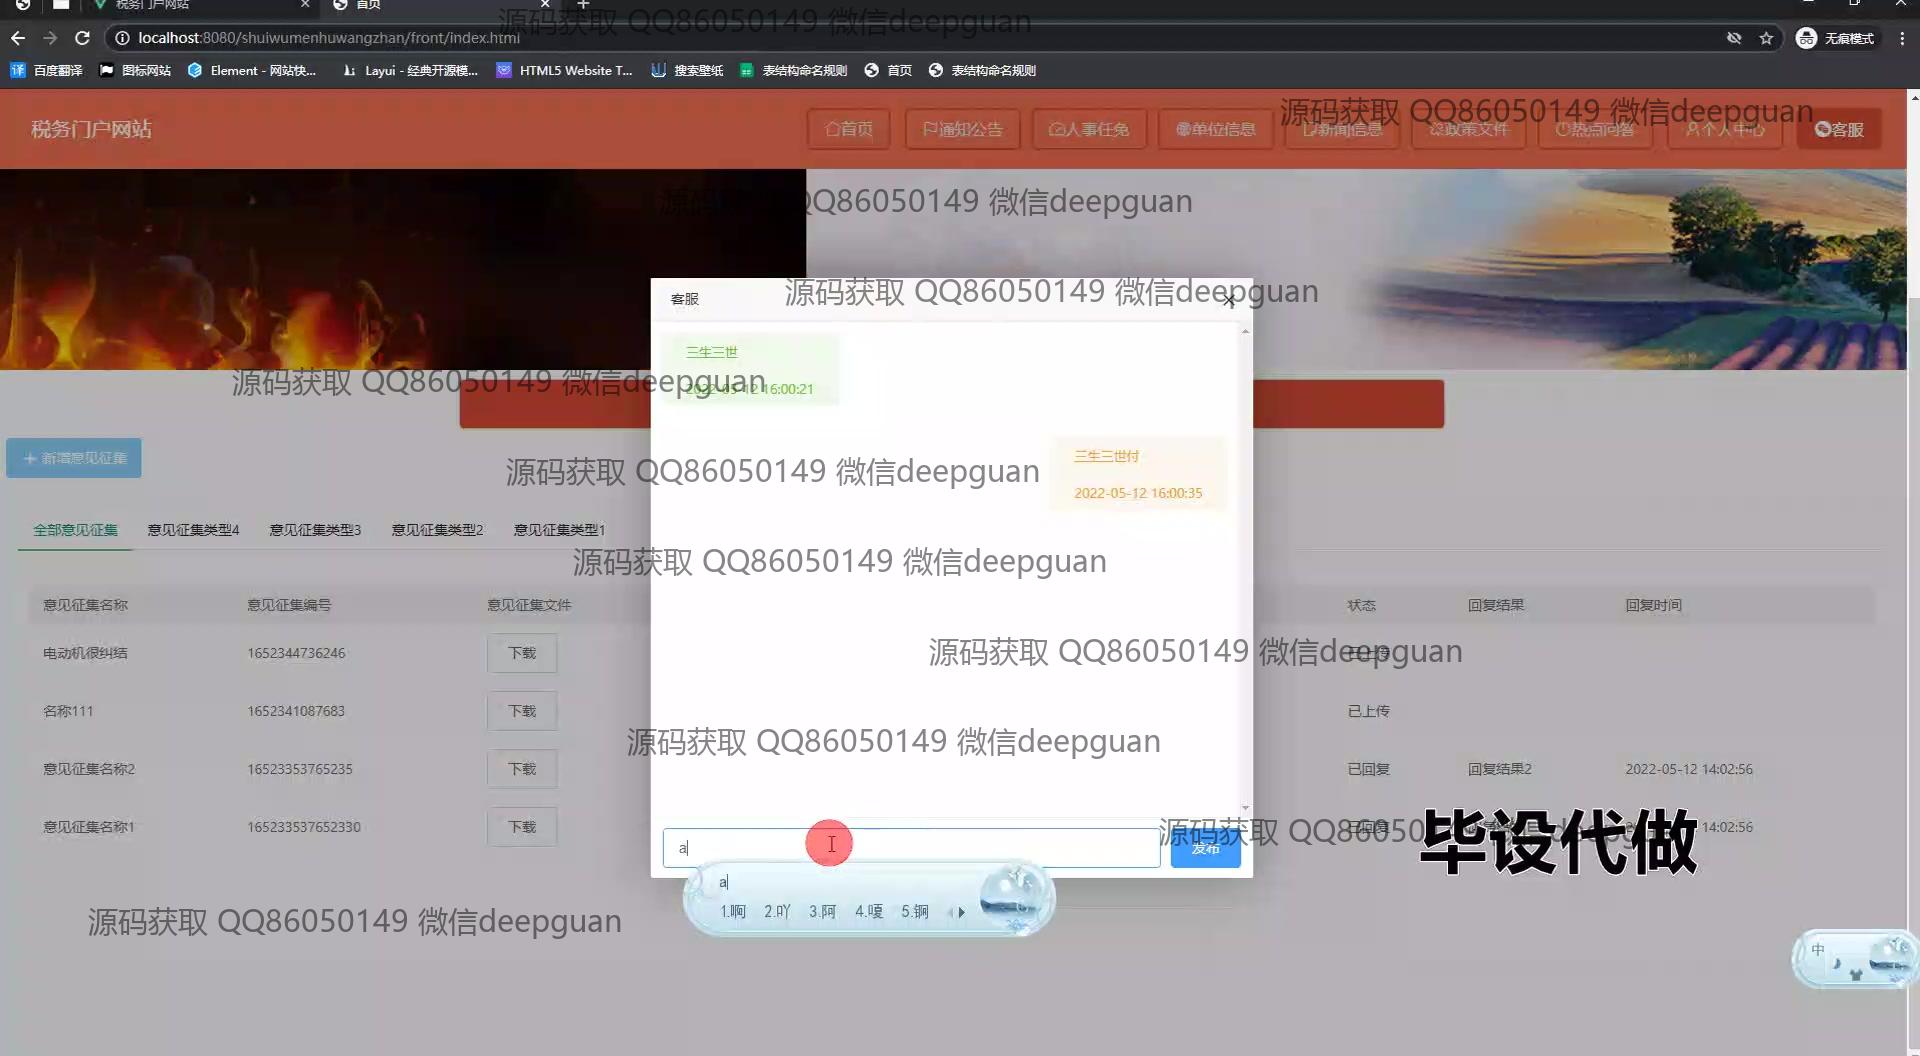 税务门户网站
首页
localhost:8080/shuiwumenhuwangzhan/front/index.html
无痕模式
百度翻译
图标网站
Element - 网站快...
Layui - 经典开源模...
HTML5 Website T...
搜索壁纸
表结构命名规则
首页
表结构命名规则
源码获取 QQ86050149 微信deepguan
税务门户网站
首页
通知公告
人事任免
单位信息
新闻信息
政策文件
热点问答
个人中心
客服
源码获取 QQ86050149 微信deepguan
源码获取 QQ86050149 微信deepguan
源码获取 QQ86050149 微信deepguan
客服
三生三世
2022-05-12 16:00:21
源码获取 QQ86050149 微信deepguan
三生三世付
2022-05-12 16:00:35
源码获取 QQ86050149 微信deepguan
新增意见征集
全部意见征集
意见征集类型4
意见征集类型3
意见征集类型2
意见征集类型1
源码获取 QQ86050149 微信deepguan
意见征集名称
意见征集编号
意见征集文件
状态
回复结果
回复时间
电动机很纠结
1652344736246
下载
源码获取 QQ86050149 微信deepguan
名称111
1652341087683
下载
已上传
源码获取 QQ86050149 微信deepguan
意见征集名称2
16523353765235
下载
已回复
回复结果2
2022-05-12 14:02:56
意见征集名称1
165233537652330
下载
已回复
14:02:56
源码获取 QQ86050149 微信deepguan
毕设代做
a
发布
a
1.啊 2.吖 3.阿 4.嗄 5.锕
源码获取 QQ86050149 微信deepguan
中